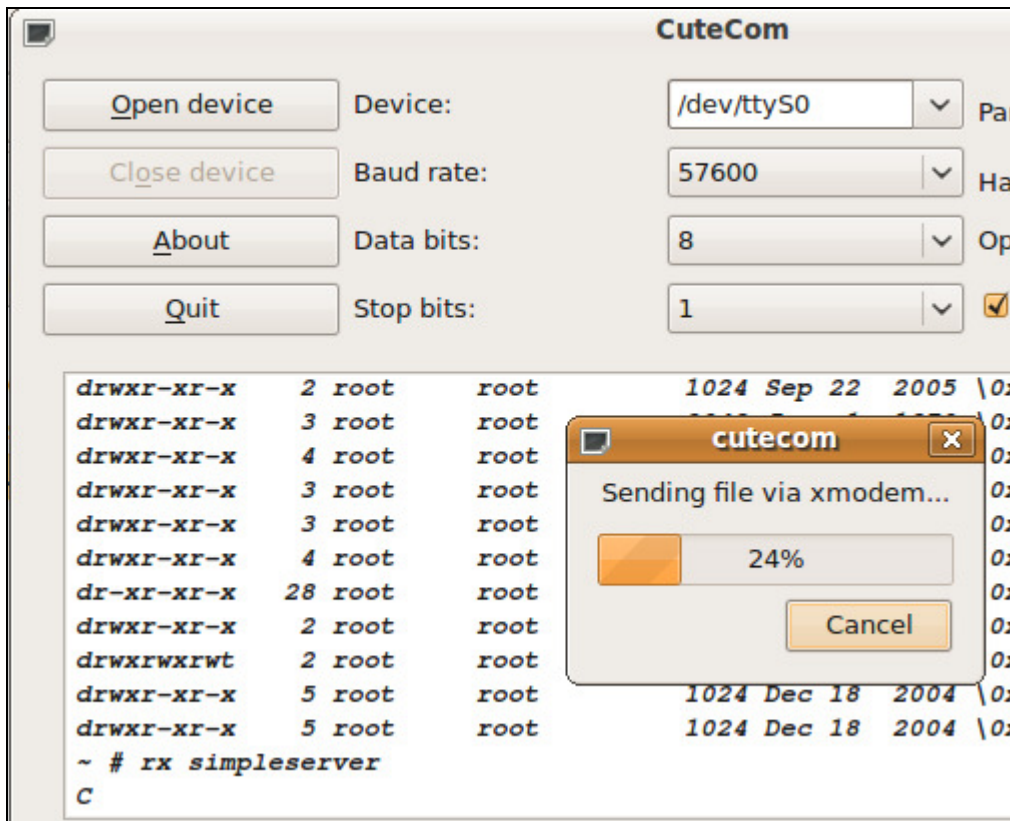 CuteCom
Open device Device: /dev/ttyS0
Close device Baud rate: 57600
About Data bits: 8
Quit Stop bits: 1
drwxr-xr-x 2 root root 1024 Sep 22 2005
drwxr-xr-x 3 root root
drwxr-xr-x 4 root root
drwxr-xr-x 3 root root
drwxr-xr-x 3 root root
drwxr-xr-x 4 root root
dr-xr-xr-x 28 root root
drwxr-xr-x 2 root root
drwxrwxrwt 2 root root
drwxr-xr-x 5 root root 1024 Dec 18 2004
drwxr-xr-x 5 root root 1024 Dec 18 2004
~ # rx simpleserver
C
cutecom
Sending file via xmodem...
24%
Cancel